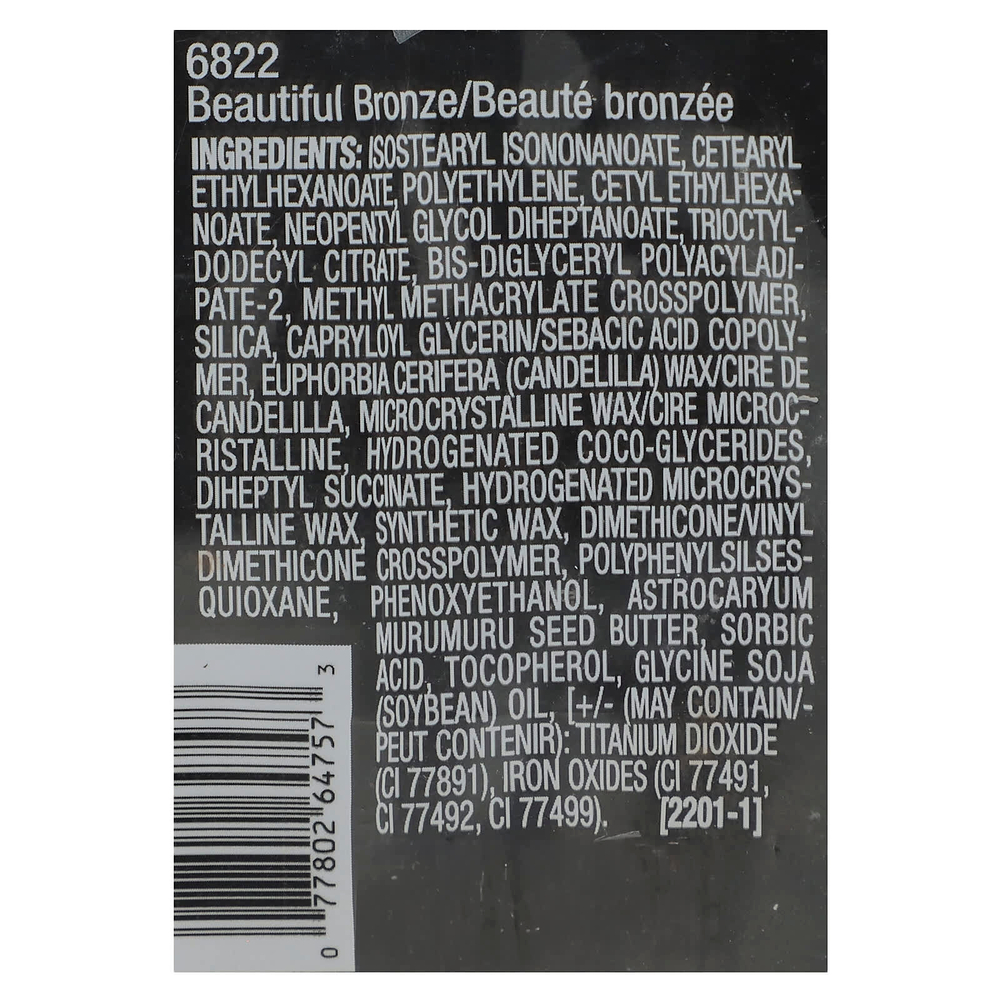 6822
Beautiful Bronze/Beauté bronzée
INGREDIENTS: ISOSTEARYL ISONONANOATE, CETEARYL
ETHYLHEXANOATE, POLYETHYLENE, CETYL ETHYLHEXA-
NOATE, NEOPENTYL GLYCOL DIHEPTANOATE, TRIOCTYL-
DODECYL CITRATE, BIS-DIGLYCERYL POLYACYLADI-
PATE-2, METHYL METHACRYLATE CROSSPOLYMER,
SILICA, CAPRYLOYL GLYCERIN/SEBACIC ACID COPOLY-
MER, EUPHORBIA CERIFERA (CANDELILLA) WAX/CIRE DE
CANDELILLA, MICROCRYSTALLINE WAX/CIRE MICROC-
RISTALLINE, HYDROGENATED COCO-GLYCERIDES,
DIHEPTYL SUCCINATE, HYDROGENATED MICROCRYS-
TALLINE WAX, SYNTHETIC WAX, DIMETHICONE/VINYL
DIMETHICONE CROSSPOLYMER, POLYPHENYLSILSES-
QUIOXANE, PHENOXYETHANOL, ASTROCARYUM
MURUMURU SEED BUTTER, SORBIC
ACID, TOCOPHEROL, GLYCINE SOJA
(SOYBEAN) OIL, [+/- (MAY CONTAIN/-
PEUT CONTENIR): TITANIUM DIOXIDE
(CI 77891), IRON OXIDES (CI 77491,
CI 77492, CI 77499). [2201-1]
0 77802 64757 3